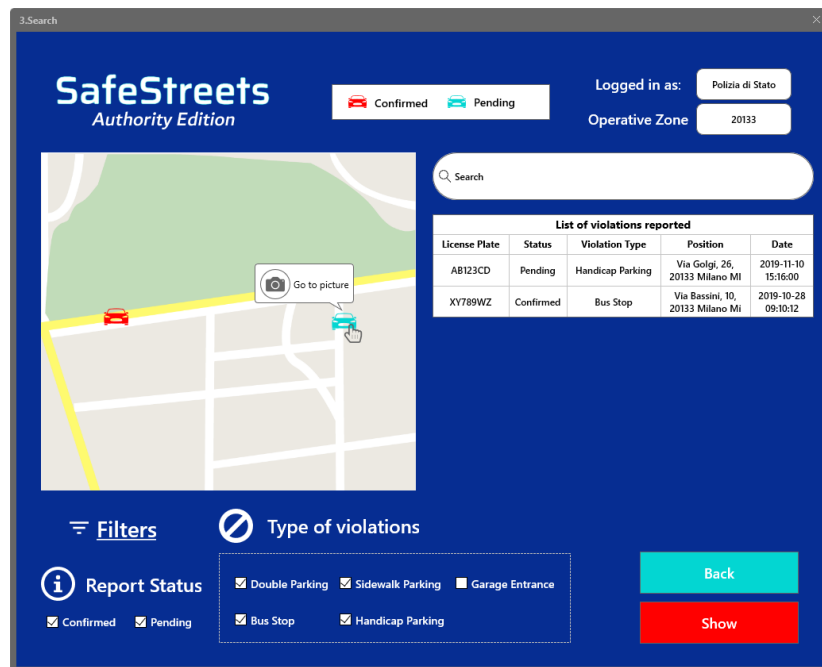 3.Search
SafeStreets
Authority Edition
Confirmed
Pending
Logged in as:
Polizia di Stato
Operative Zone
20133
Go to picture
Search
List of violations reported
License Plate Status Violation Type Position Date
AB123CD Pending Handicap Parking Via Golgi, 26, 20133 Milano MI 2019-11-10 15:16:00
XY789WZ Confirmed Bus Stop Via Bassini, 10, 20133 Milano Mi 2019-10-28 09:10:12
Filters
Type of violations
Report Status
Confirmed
Pending
Double Parking
Sidewalk Parking
Garage Entrance
Bus Stop
Handicap Parking
Back
Show